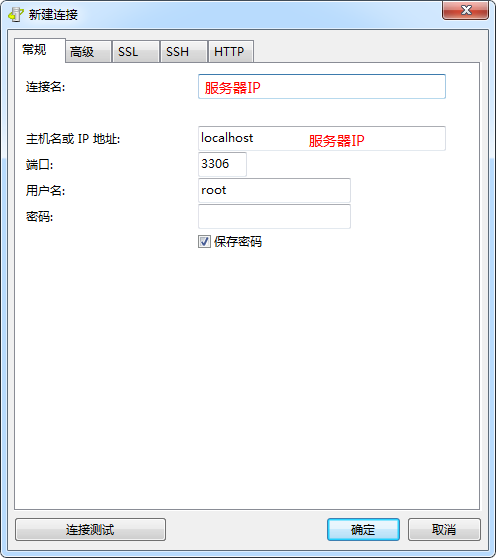 新建连接
常规 高级 SSL SSH HTTP
连接名: 服务器IP
主机名或 IP 地址: localhost 服务器IP
端口: 3306
用户名: root
密码:
保存密码
连接测试 确定 取消